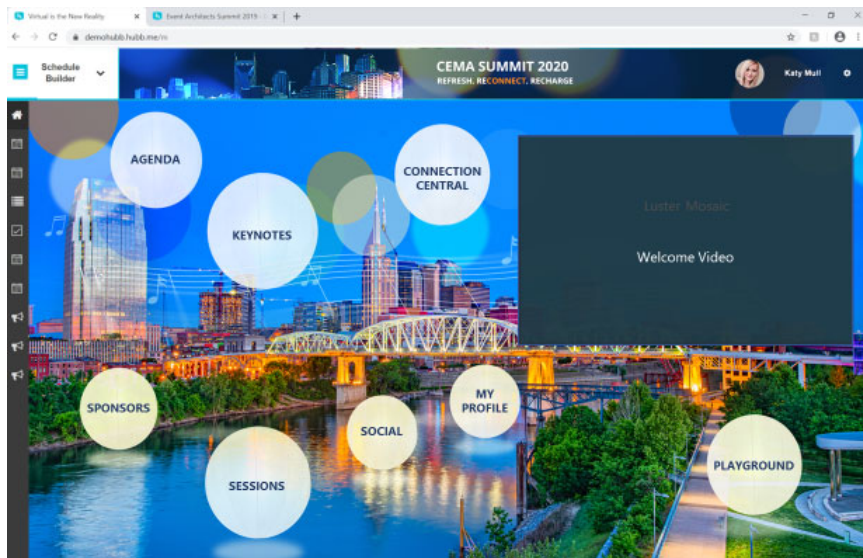 Virtual is the New Reality
Event Architects Summit 2019
demohubb.hubb.me/m
Schedule
Builder
CEMA SUMMIT 2020
REFRESH. RECONNECT. RECHARGE
Katy Mull
AGENDA
CONNECTION
CENTRAL
KEYNOTES
Luster Mosaic
Welcome Video
SPONSORS
MY
PROFILE
SOCIAL
SESSIONS
PLAYGROUND